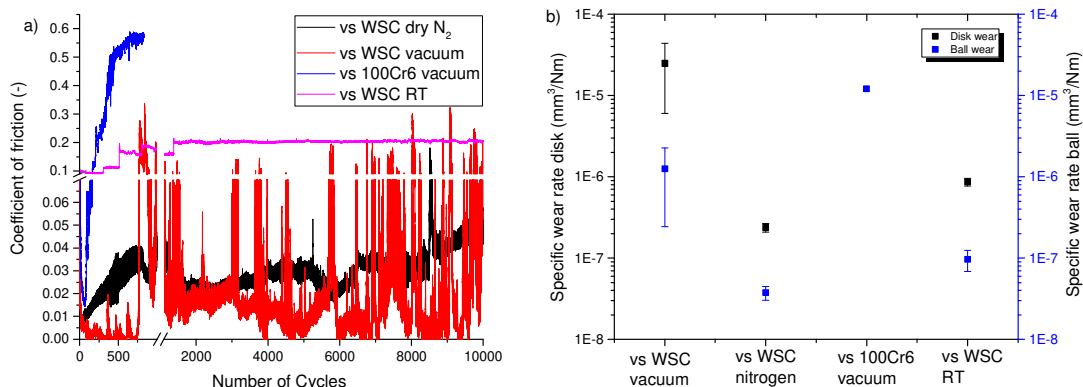 a)
vs WSC dry N₂
vs WSC vacuum
vs 100Cr6 vacuum
vs WSC RT
Coefficient of friction (-)
0.6
0.5
0.4
0.3
0.2
0.1
0.06
0.05
0.04
0.03
0.02
0.01
0.00
0 500 2000 4000 6000 8000 10000
Number of Cycles
b)
Disk wear
Ball wear
Specific wear rate disk (mm³/Nm)
1E-4
1E-5
1E-6
1E-7
1E-8
1E-4
1E-5
1E-6
1E-7
1E-8
Specific wear rate ball (mm³/Nm)
vs WSC vs WSC vs 100Cr6 vs WSC
vacuum nitrogen vacuum RT